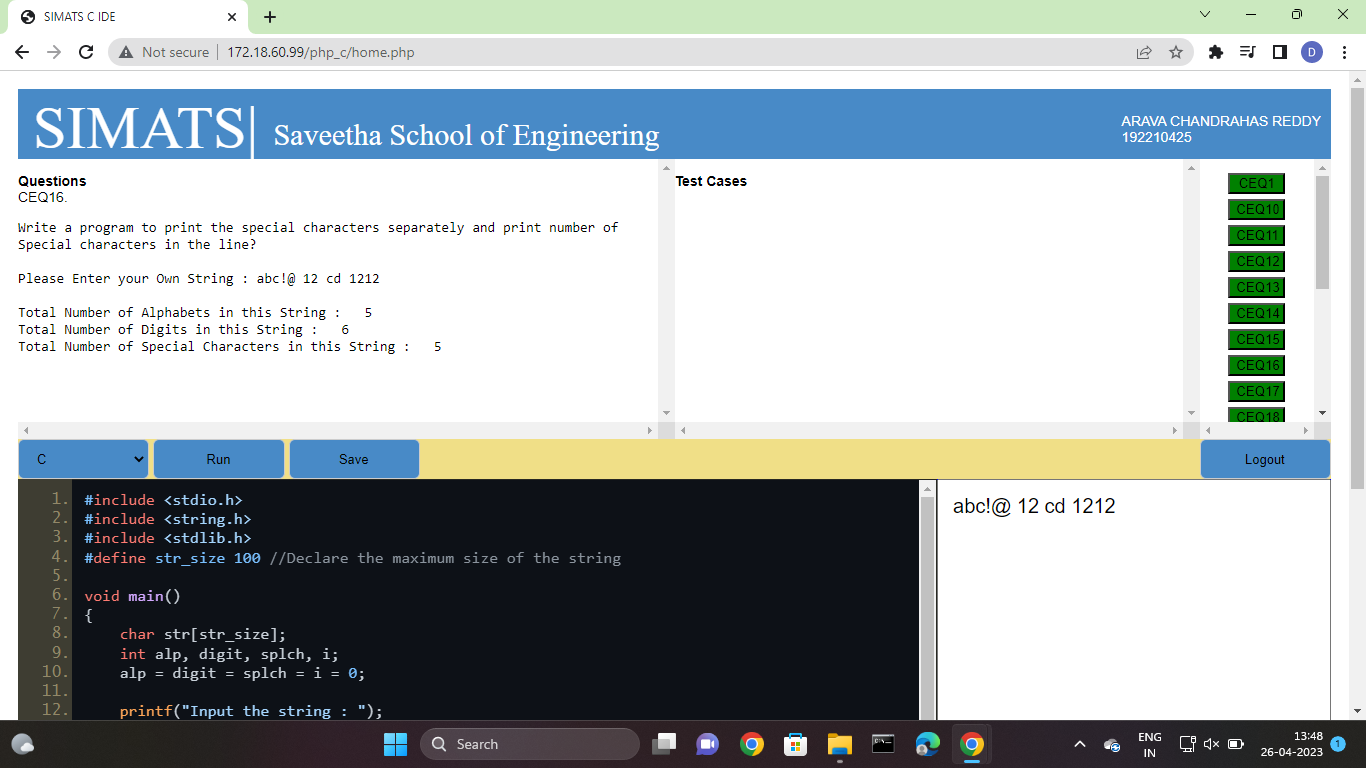 SIMATS C IDE
Not secure 172.18.60.99/php_c/home.php
D
SIMATS| Saveetha School of Engineering
ARAVA CHANDRAHAS REDDY
192210425
Questions
CEQ16.
Write a program to print the special characters separately and print number of
Special characters in the line?
Please Enter your Own String : abc!@ 12 cd 1212
Total Number of Alphabets in this String :   5
Total Number of Digits in this String :   6
Total Number of Special Characters in this String :   5
Test Cases
CEQ1
CEQ10
CEQ11
CEQ12
CEQ13
CEQ14
CEQ15
CEQ16
CEQ17
CEQ18
C
Run
Save
Logout
1. #include <stdio.h>
2. #include <string.h>
3. #include <stdlib.h>
4. #define str_size 100 //Declare the maximum size of the string
5.
6. void main()
7. {
8. char str[str_size];
9. int alp, digit, splch, i;
10. alp = digit = splch = i = 0;
11.
12. printf("Input the string : ");
abc!@ 12 cd 1212
Search
ENG
IN
13:48
26-04-2023
1